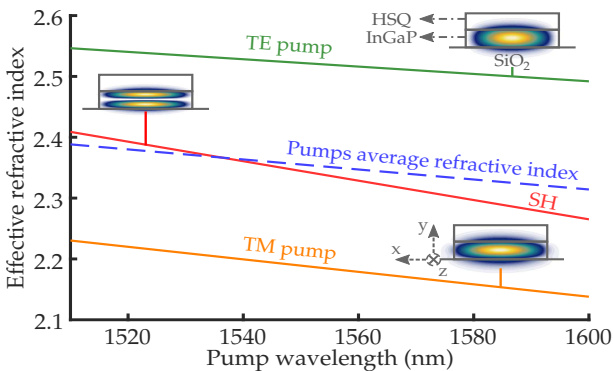 2.6
2.5
2.4
2.3
2.2
2.1
Effective refractive index
HSQ
InGaP
SiO₂
TE pump
Pumps average refractive index
SH
TM pump
y
x
z
1520
1540
1560
1580
1600
Pump wavelength (nm)